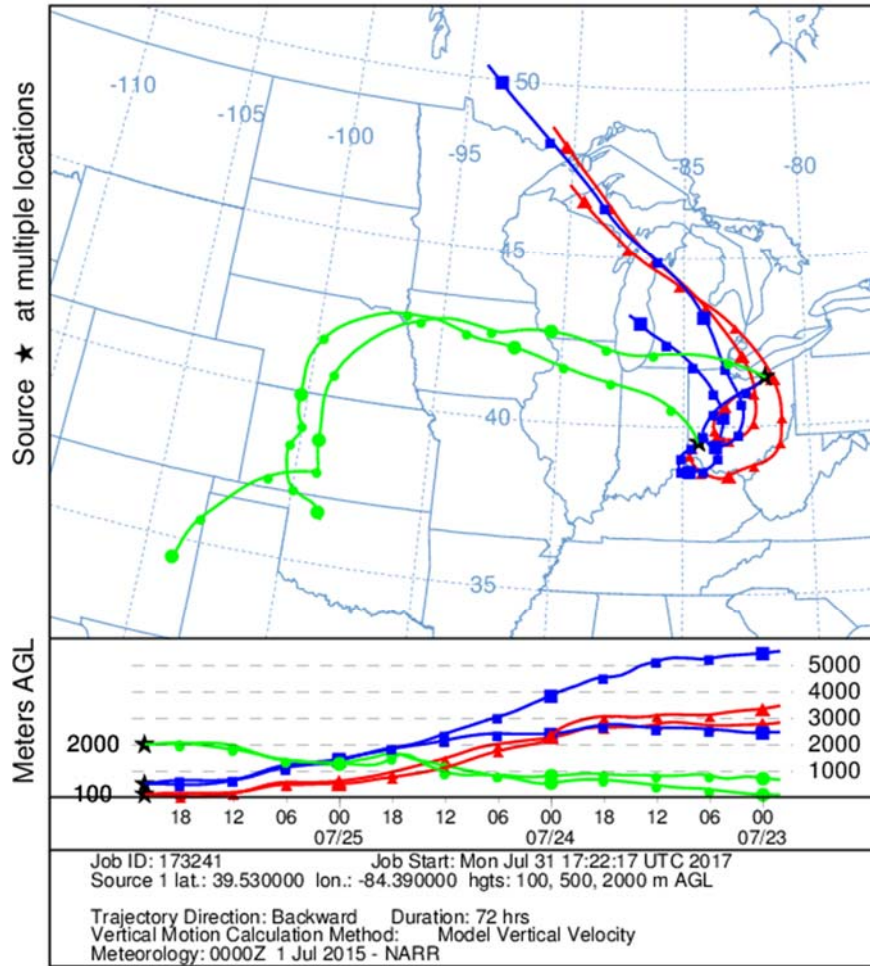 -110
-105
-100
-95
-85
-80
50
45
40
35
Source ★ at multiple locations
Meters AGL
5000
4000
3000
2000
2000
1000
100
18 12 06 00 18 12 06 00 18 12 06 00
07/25 07/24 07/23
Job ID: 173241 Job Start: Mon Jul 31 17:22:17 UTC 2017
Source 1 lat.: 39.530000 lon.: -84.390000 hgts: 100, 500, 2000 m AGL
Trajectory Direction: Backward Duration: 72 hrs
Vertical Motion Calculation Method: Model Vertical Velocity
Meteorology: 0000Z 1 Jul 2015 - NARR